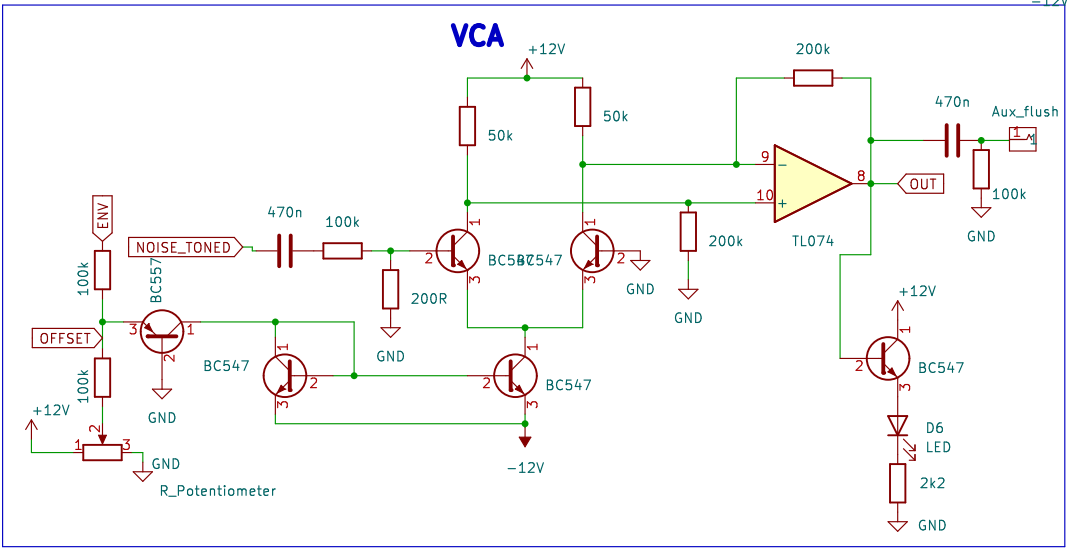 -12V
VCA
+12V
200k
470n
Aux_flush
50k
50k
1
1
9
-
8
OUT
10
+
100k
GND
TL074
ENV
470n
100k
NOISE_TONED
1
2
3
BC547
1
2
3
BC547
GND
200k
GND
100k
BC557
200R
GND
3
1
2
OFFSET
GND
BC547
1
2
3
1
2
3
BC547
-12V
+12V
1
2
3
BC547
100k
+12V
2
1
3
GND
R_Potentiometer
D6
LED
2k2
GND